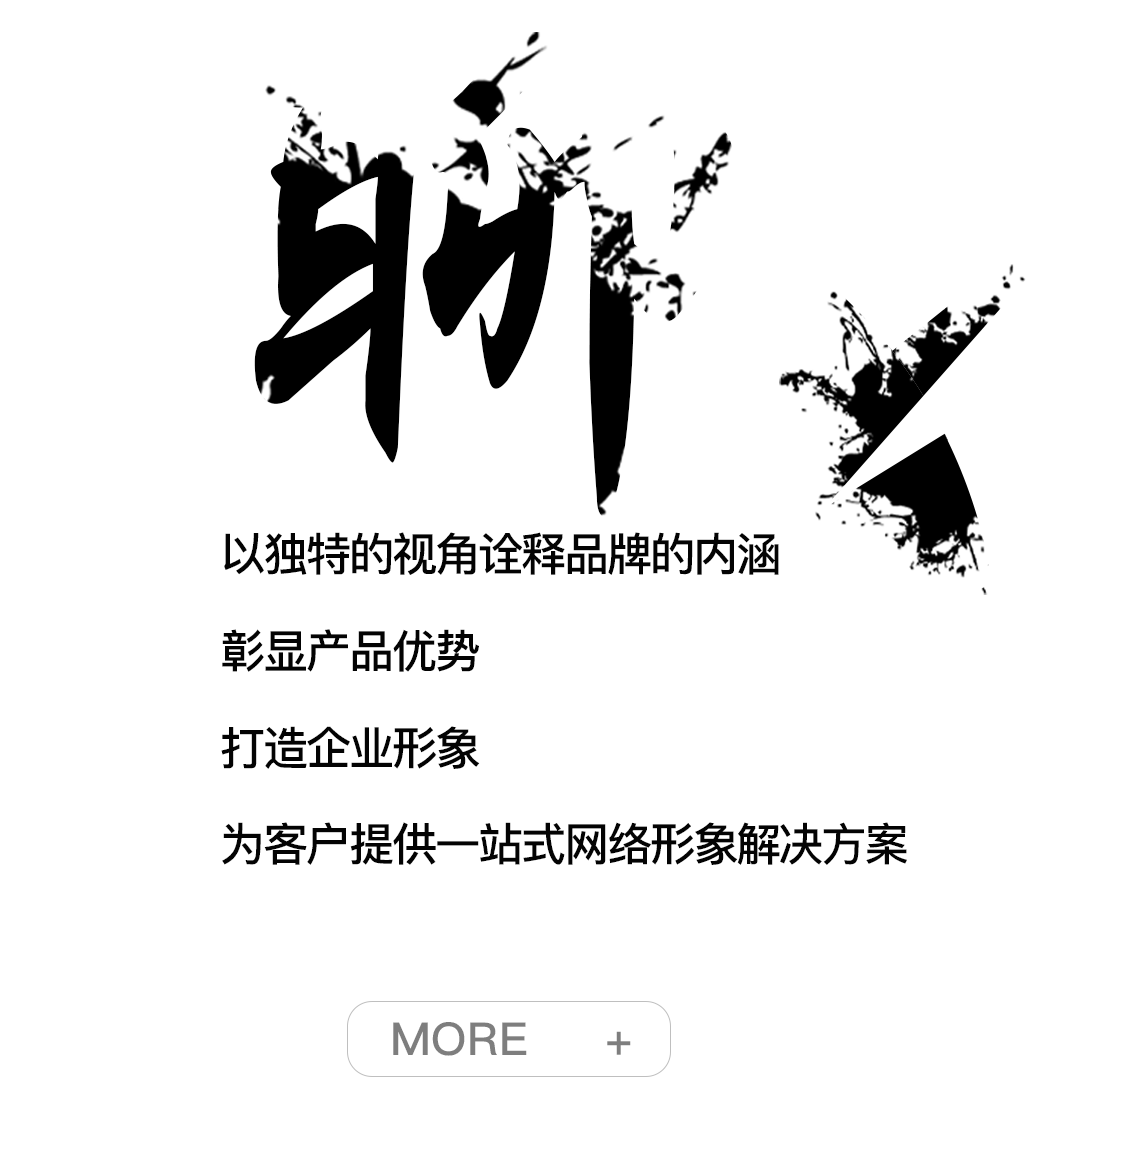 聊
以独特的视角诠释品牌的内涵
彰显产品优势
打造企业形象
为客户提供一站式网络形象解决方案
MORE +